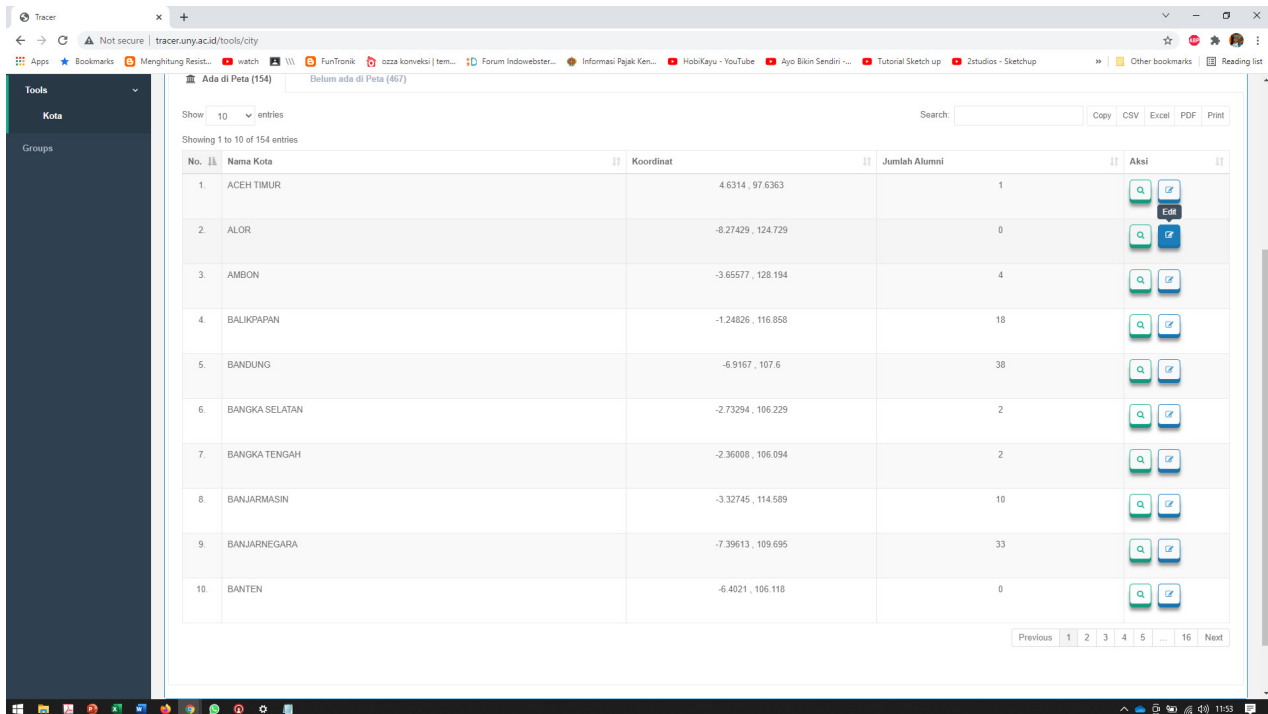 Tracer
Not secure | tracer.uny.ac.id/tools/city
Apps Bookmarks Menghitung Resist... watch \\\ FunTronik ozza konveksi ( tem... Forum Indowebster... Informasi Pajak Ken... HobiKayu - YouTube Ayo Bikin Sendiri -... Tutorial Sketch up 2studios - Sketchup » Other bookmarks Reading list
Tools
Kota
Groups
Ada di Peta (154) Belum ada di Peta (467)
Show 10 entries Search: Copy CSV Excel PDF Print
Showing 1 to 10 of 154 entries
No. Nama Kota Koordinat Jumlah Alumni Aksi
1. ACEH TIMUR 4.6314 , 97.6363 1
Edit
2. ALOR -8.27429 , 124.729 0
3. AMBON -3.65577 , 128.194 4
4. BALIKPAPAN -1.24826 , 116.858 18
5. BANDUNG -6.9167 , 107.6 38
6. BANGKA SELATAN -2.73294 , 106.229 2
7. BANGKA TENGAH -2.36008 , 106.094 2
8. BANJARMASIN -3.32745 , 114.589 10
9. BANJARNEGARA -7.39613 , 109.695 33
10. BANTEN -6.4021 , 106.118 0
Previous 1 2 3 4 5 ... 16 Next
11:53